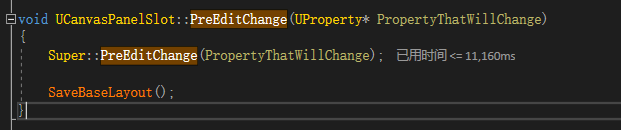 void UCanvasPanelSlot::PreEditChange(UProperty* PropertyThatWillChange)
{
Super::PreEditChange(PropertyThatWillChange); 已用时间 <= 11,160ms
SaveBaseLayout();
}